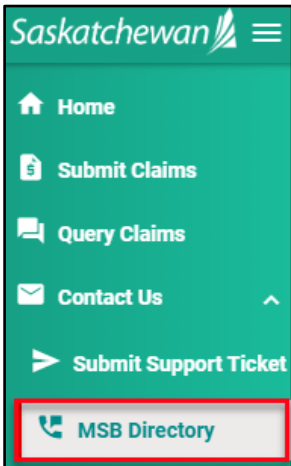 Saskatchewan
Home
Submit Claims
Query Claims
Contact Us
Submit Support Ticket
MSB Directory